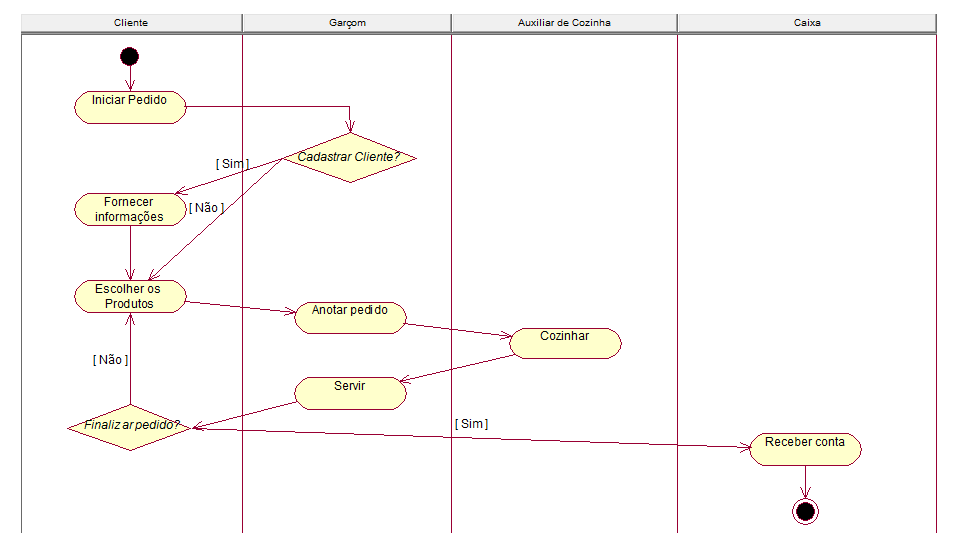 Cliente
Garçom
Auxiliar de Cozinha
Caixa
Iniciar Pedido
Cadastrar Cliente?
[ Sim ]
Fornecer
informações
[ Não ]
Escolher os
Produtos
Anotar pedido
Cozinhar
[ Não ]
Servir
Finalizar pedido?
[ Sim ]
Receber conta